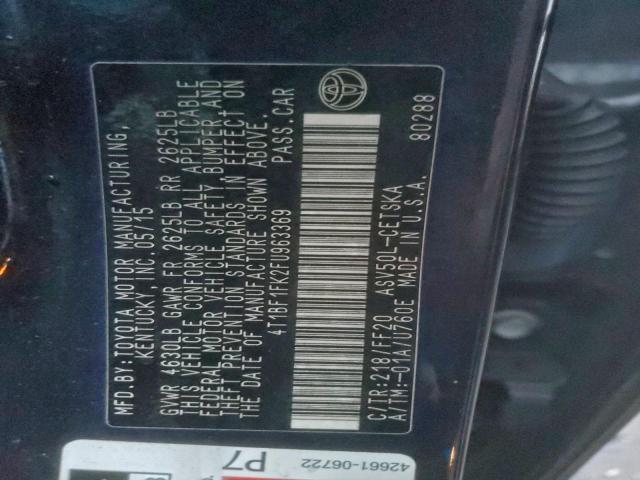 MFD.BY:TOYOTA MOTOR MANUFACTURING,
KENTUCKY, INC. 05/15
GVWR 4630LB GAWR FR 2625LB RR 2625LB
THIS VEHICLE CONFORMS TO ALL APPLICABLE
FEDERAL MOTOR VEHICLE SAFETY, BUMPER AND
THEFT PREVENTION STANDARDS IN EFFECT ON
THE DATE OF MANUFACTURE SHOWN ABOVE.
4T1BF1FK2FU963369 PASS.CAR
C/TR:218/FF20 ASV50L-CETSKA
A/TM:-01A/U760E MADE IN U.S.A.
80288
42661-06722
P7